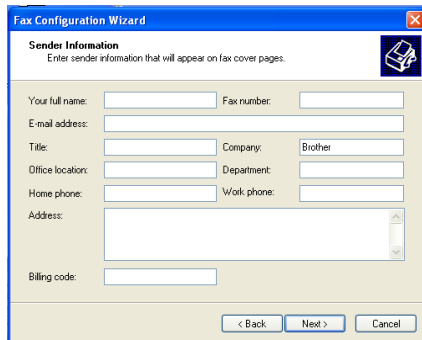 Fax Configuration Wizard
Sender Information
Enter sender information that will appear on fax cover pages.
Your full name: Fax number:
E-mail address:
Title: Company: Brother
Office location: Department:
Home phone: Work phone:
Address:
Billing code:
< Back Next > Cancel